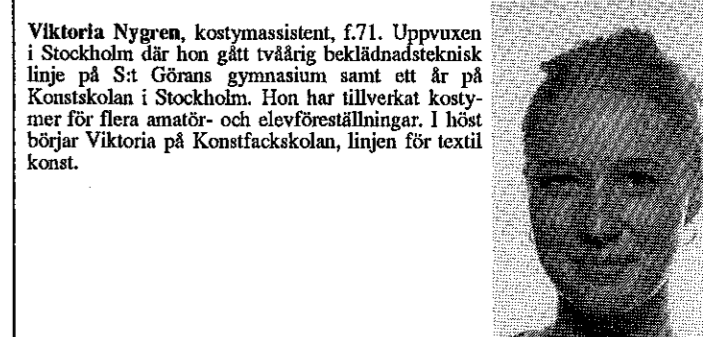 Viktoria Nygren, kostymassistent, f.71. Uppvuxen
i Stockholm där hon gått tvåårig beklädnadsteknisk
linje på S:t Görans gymnasium samt ett år på
Konstskolan i Stockholm. Hon har tillverkat kosty-
mer för flera amatör- och elevföreställningar. I höst
börjar Viktoria på Konstfackskolan, linjen för textil
konst.